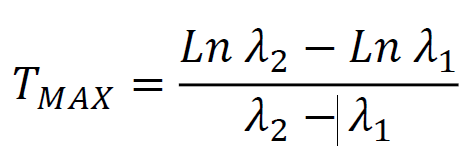 T_MAX = (Ln λ₂ − Ln λ₁) / (λ₂ − λ₁)